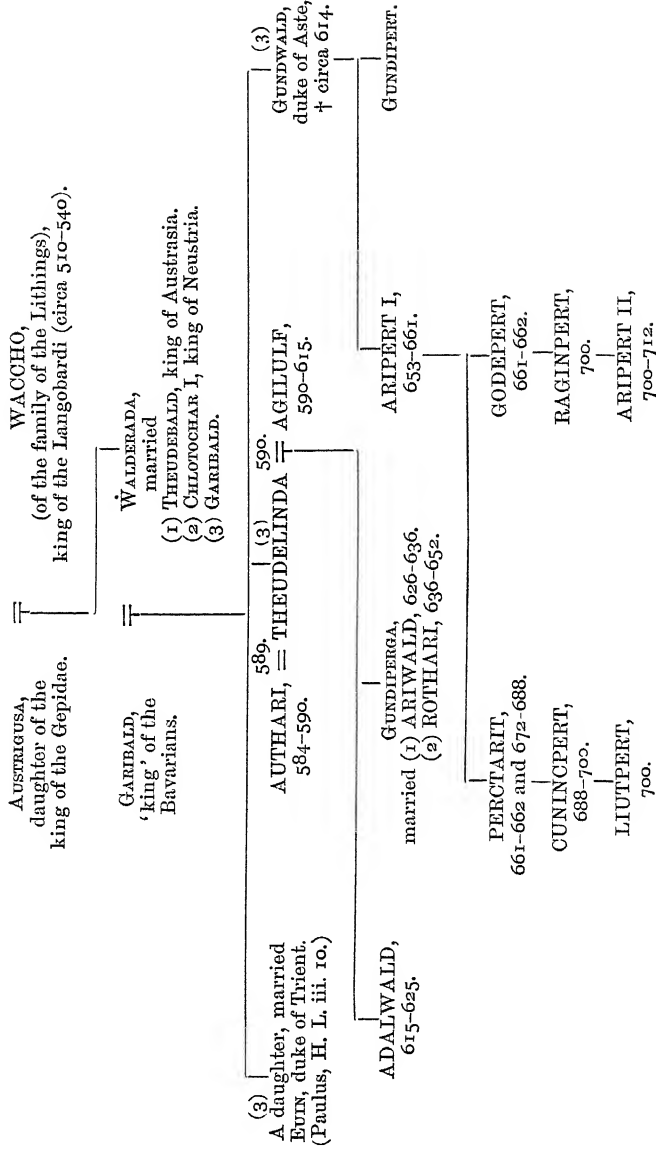 AUSTRIGUSA,
daughter of the
king of the Gepidae.
=
WACCHO,
(of the family of the Lithings),
king of the Langobardi (circa 510–540).
GARIBALD,
'king' of the
Bavarians.
=
WALDERADA,
married
(1) THEUDEBALD, king of Austrasia.
(2) CHLOTOCHAR I, king of Neustria.
(3) GARIBALD.
(3)
A daughter, married
EUIN, duke of Trient.
(Paulus, H. L. iii. 10.)
589. (3) 590.
AUTHARI, = THEUDELINDA = AGILULF,
584–590. 590–615.
(3)
GUNDWALD,
duke of Aste,
† circa 614.
ADALWALD,
615–625.
GUNDIPERGA,
married (1) ARIWALD, 626–636.
(2) ROTHARI, 636–652.
ARIPERT I,
653–661.
GUNDIPERT.
PERCTARIT,
661–662 and 672–688.
GODEPERT,
661–662.
CUNINCPERT,
688–700.
RAGINPERT,
700.
LIUTPERT,
700.
ARIPERT II,
700–712.